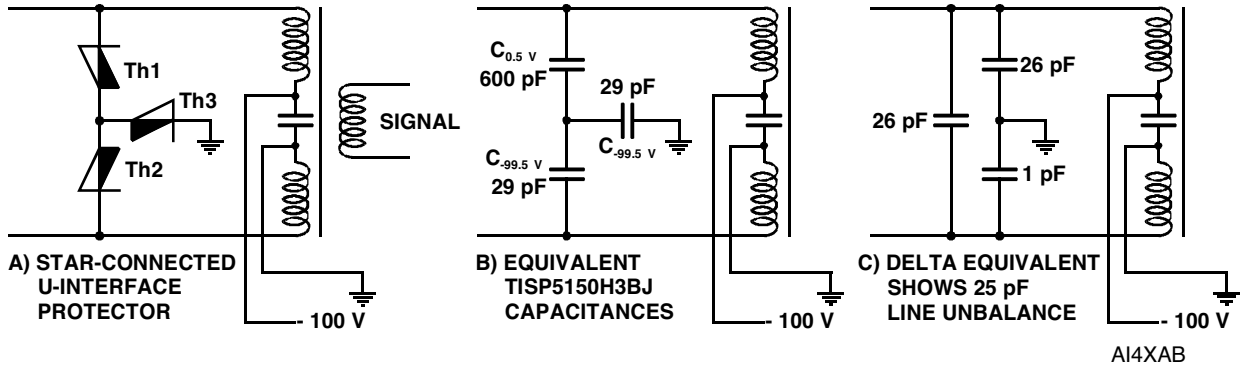 Th1
Th3
Th2
SIGNAL
- 100 V
A) STAR-CONNECTED
U-INTERFACE
PROTECTOR
C0.5 V
600 pF
29 pF
C-99.5 V
C-99.5 V
29 pF
- 100 V
B) EQUIVALENT
TISP5150H3BJ
CAPACITANCES
26 pF
26 pF
1 pF
- 100 V
C) DELTA EQUIVALENT
SHOWS 25 pF
LINE UNBALANCE
AI4XAB